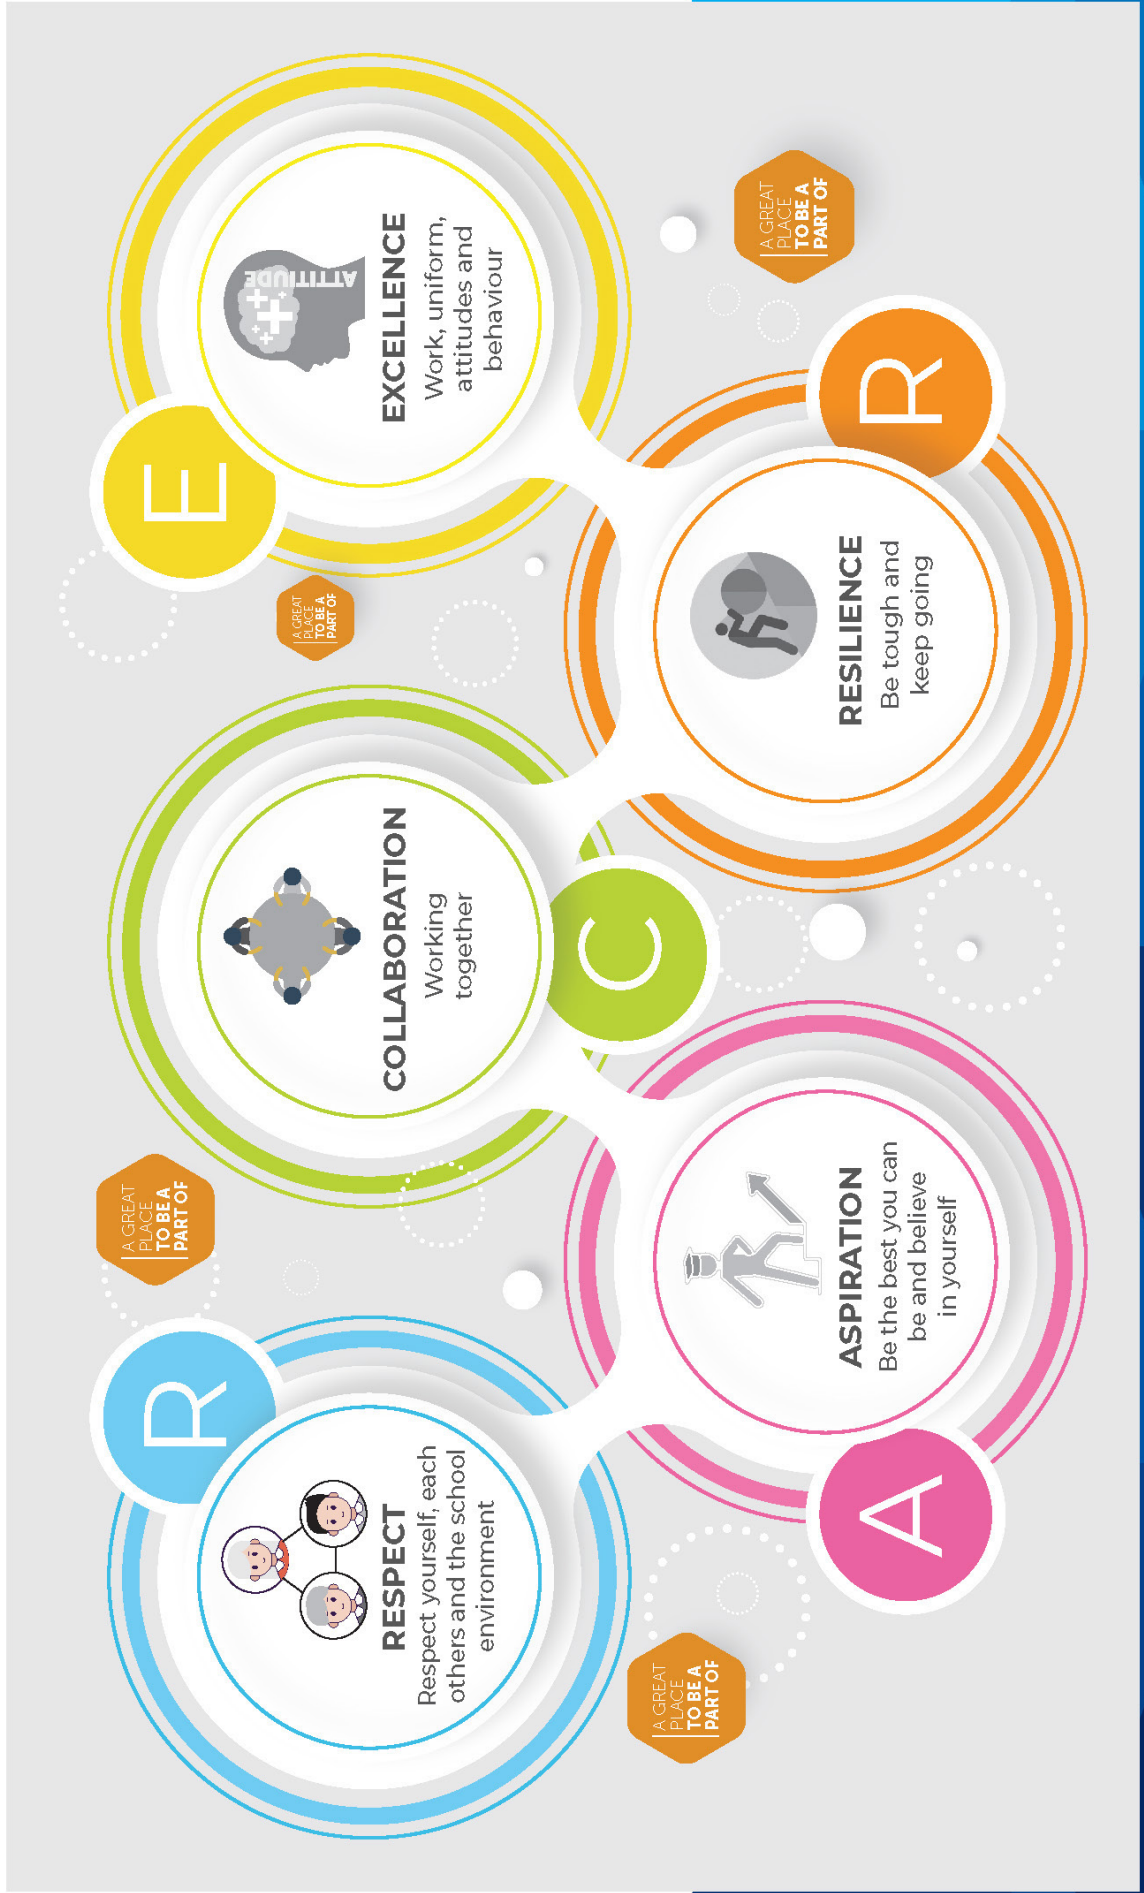 R
RESPECT
Respect yourself, each
others and the school
environment
A
ASPIRATION
Be the best you can
be and believe
in yourself
C
COLLABORATION
Working
together
R
RESILIENCE
Be tough and
keep going
E
ATTITUDE
EXCELLENCE
Work, uniform,
attitudes and
behaviour
A GREAT
PLACE
TO BE A
PART OF
A GREAT
PLACE
TO BE A
PART OF
A GREAT
PLACE
TO BE A
PART OF
A GREAT
PLACE
TO BE A
PART OF